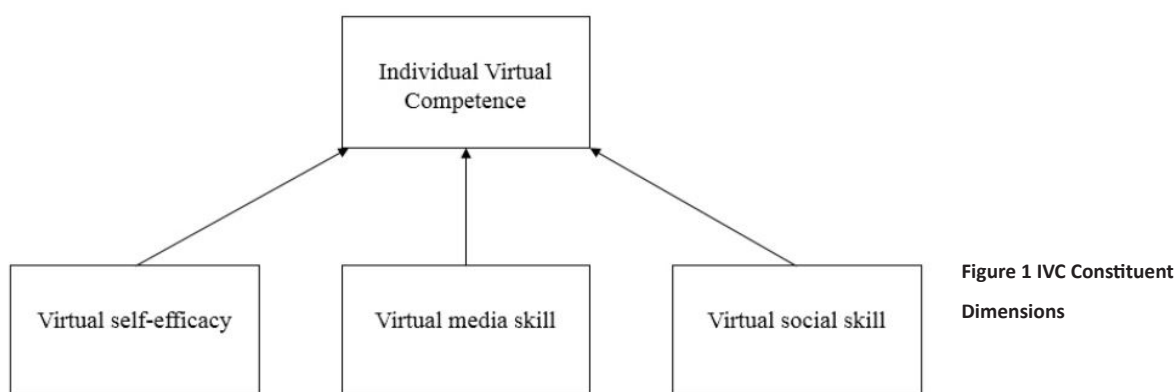 Individual Virtual
Competence
Virtual self-efficacy
Virtual media skill
Virtual social skill
Figure 1 IVC Constituent
Dimensions